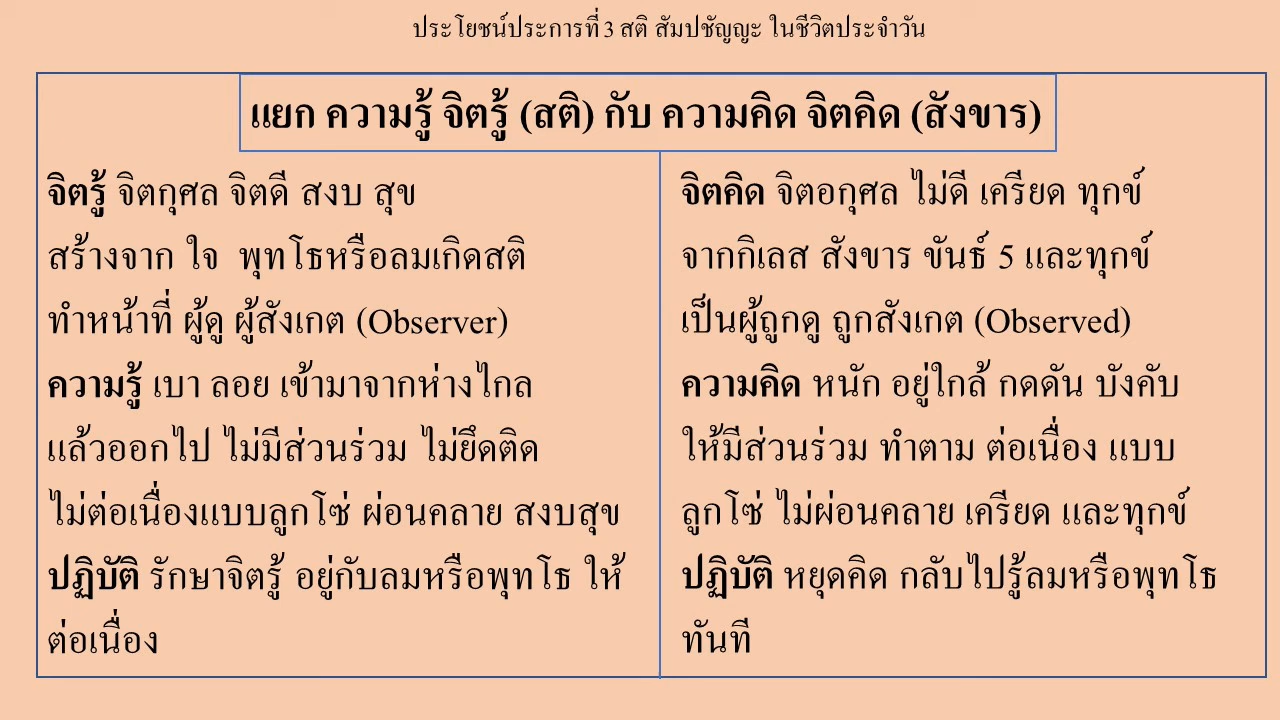 ประโยชน์ประการที่ 3 สติ สัมปชัญญะ ในชีวิตประจำวัน
แยก ความรู้ จิตรู้ (สติ) กับ ความคิด จิตคิด (สังขาร)
จิตรู้ จิตกุศล จิตดี สงบ สุข
สร้างจาก ใจ พุทโธหรือลมเกิดสติ
ทำหน้าที่ ผู้ดู ผู้สังเกต (Observer)
ความรู้ เบา ลอย เข้ามาจากห่างไกล
แล้วออกไป ไม่มีส่วนร่วม ไม่ยึดติด
ไม่ต่อเนื่องแบบลูกโซ่ ผ่อนคลาย สงบสุข
ปฏิบัติ รักษาจิตรู้ อยู่กับลมหรือพุทโธ ให้
ต่อเนื่อง
จิตคิด จิตอกุศล ไม่ดี เครียด ทุกข์
จากกิเลส สังขาร ขันธ์ 5 และทุกข์
เป็นผู้ถูกดู ถูกสังเกต (Observed)
ความคิด หนัก อยู่ใกล้ กดดัน บังคับ
ให้มีส่วนร่วม ทำตาม ต่อเนื่อง แบบ
ลูกโซ่ ไม่ผ่อนคลาย เครียด และทุกข์
ปฏิบัติ หยุดคิด กลับไปรู้ลมหรือพุทโธ
ทันที